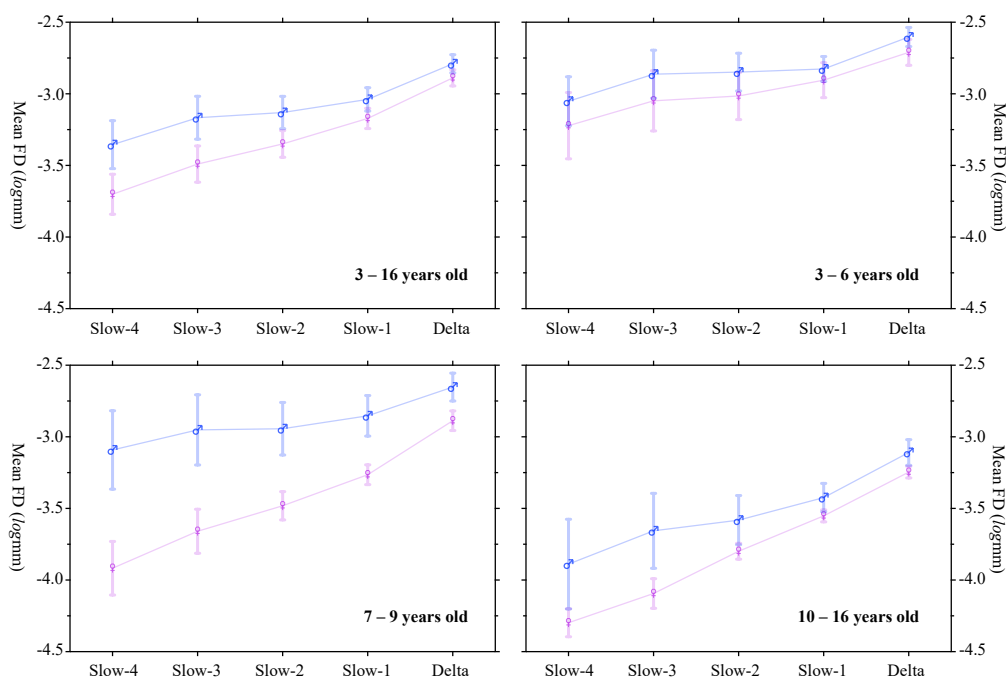 -2.5
-3.0
-3.5
-4.0
-4.5
Mean FD (logmm)
3 – 16 years old
Slow-4 Slow-3 Slow-2 Slow-1 Delta
-2.5
-3.0
-3.5
-4.0
-4.5
Mean FD (logmm)
3 – 6 years old
Slow-4 Slow-3 Slow-2 Slow-1 Delta
-2.5
-3.0
-3.5
-4.0
-4.5
Mean FD (logmm)
7 – 9 years old
Slow-4 Slow-3 Slow-2 Slow-1 Delta
-2.5
-3.0
-3.5
-4.0
-4.5
Mean FD (logmm)
10 – 16 years old
Slow-4 Slow-3 Slow-2 Slow-1 Delta